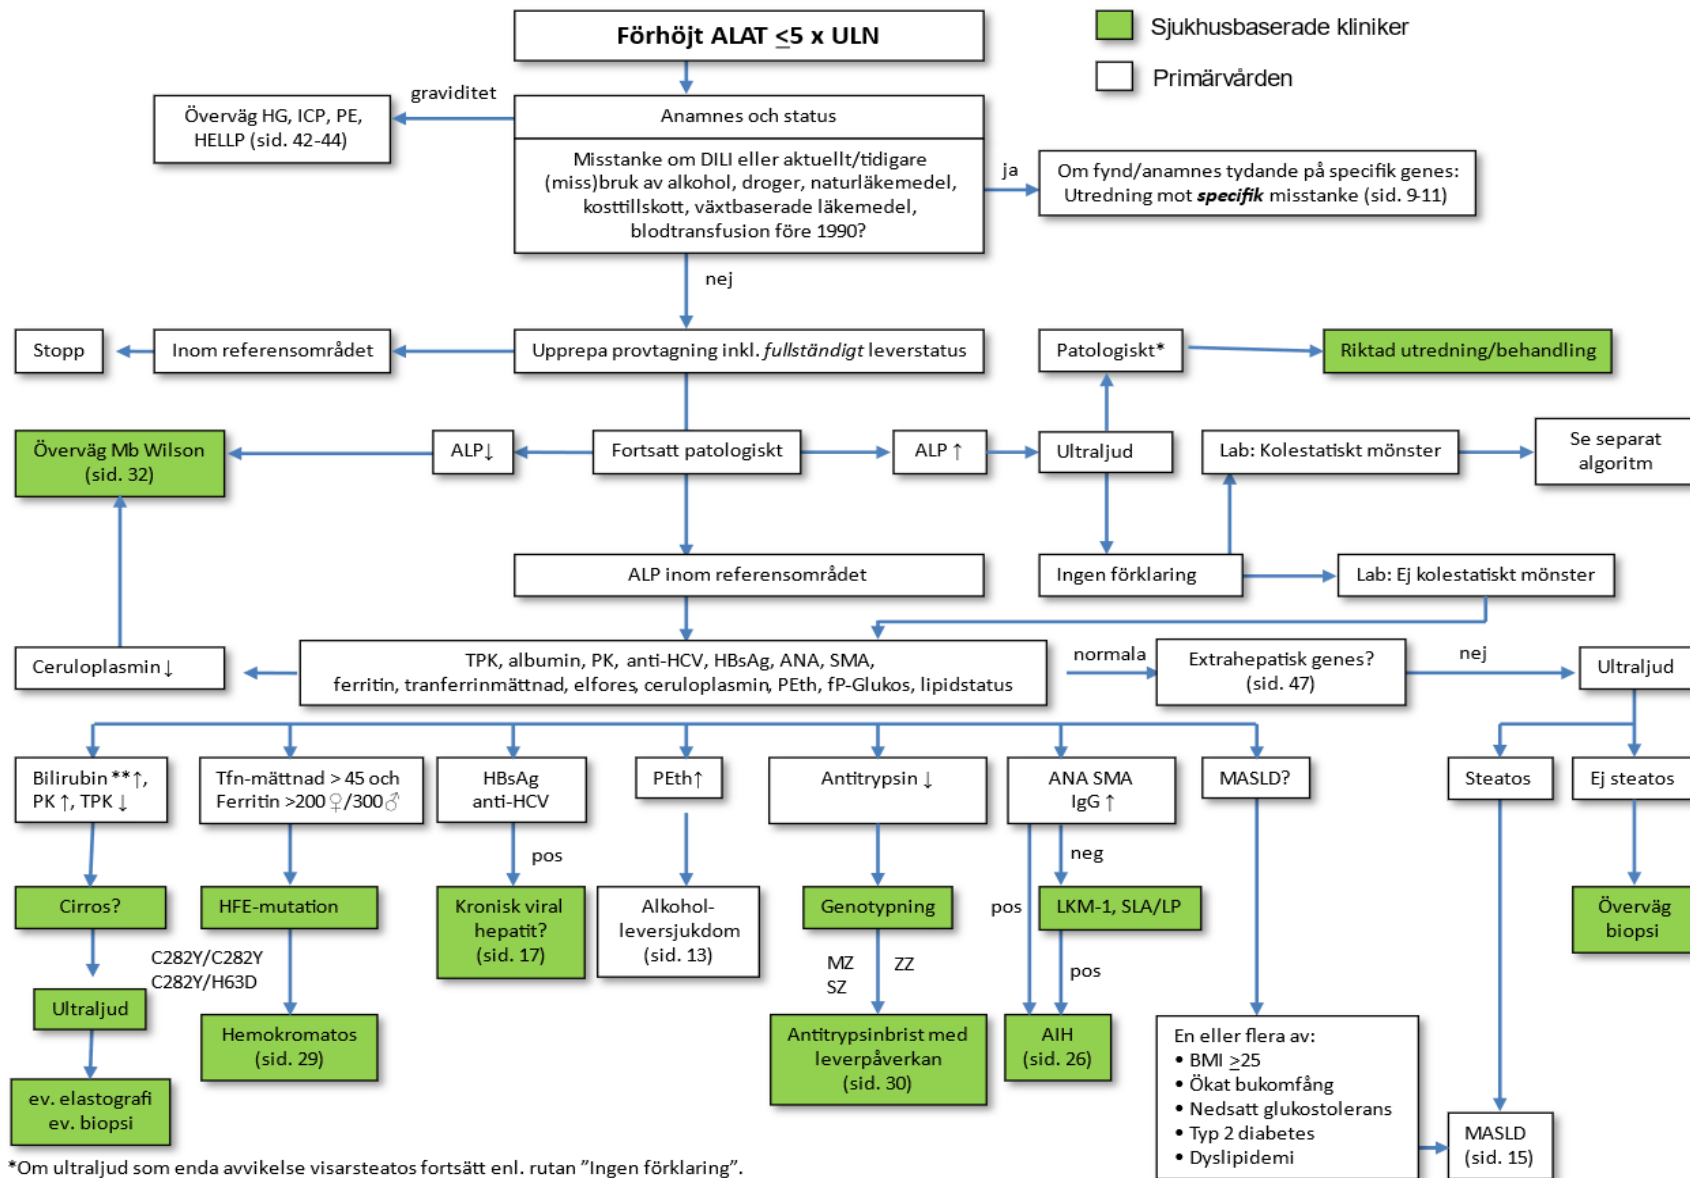 Förhöjt ALAT ≤5 x ULN
Sjukhusbaserade kliniker
Primärvården
graviditet
Överväg HG, ICP, PE,
HELLP (sid. 42-44)
Anamnes och status
Misstanke om DILI eller aktuellt/tidigare
(miss)bruk av alkohol, droger, naturläkemedel,
kosttillskott, växtbaserade läkemedel,
blodtransfusion före 1990?
ja
Om fynd/anamnes tydande på specifik genes:
Utredning mot specifik misstanke (sid. 9-11)
nej
Stopp
Inom referensområdet
Upprepa provtagning inkl. fullständigt leverstatus
Patologiskt*
Riktad utredning/behandling
Överväg Mb Wilson
(sid. 32)
ALP↓
Fortsatt patologiskt
ALP ↑
Ultraljud
Lab: Kolestatiskt mönster
Se separat
algoritm
ALP inom referensområdet
Ingen förklaring
Lab: Ej kolestatiskt mönster
Ceruloplasmin ↓
TPK, albumin, PK, anti-HCV, HBsAg, ANA, SMA,
ferritin, tranferrinmättnad, elfores, ceruloplasmin, PEth, fP-Glukos, lipidstatus
normala
Extrahepatisk genes?
(sid. 47)
nej
Ultraljud
Bilirubin **↑,
PK ↑, TPK ↓
Tfn-mättnad > 45 och
Ferritin >200 ♀/300 ♂
HBsAg
anti-HCV
PEth↑
Antitrypsin ↓
ANA SMA
IgG ↑
MASLD?
Steatos
Ej steatos
pos
neg
pos
Cirros?
HFE-mutation
Kronisk viral
hepatit?
(sid. 17)
Alkohol-
leversjukdom
(sid. 13)
Genotypning
LKM-1, SLA/LP
Överväg
biopsi
C282Y/C282Y
C282Y/H63D
MZ
SZ
ZZ
pos
Ultraljud
Hemokromatos
(sid. 29)
Antitrypsinbrist med
leverpåverkan
(sid. 30)
AIH
(sid. 26)
En eller flera av:
• BMI ≥25
• Ökat bukomfång
• Nedsatt glukostolerans
• Typ 2 diabetes
• Dyslipidemi
ev. elastografi
ev. biopsi
MASLD
(sid. 15)
*Om ultraljud som enda avvikelse visarsteatos fortsätt enl. rutan ”Ingen förklaring”.